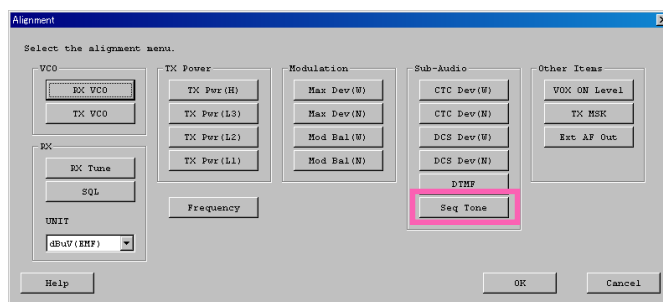 Alignment
Select the alignment menu.
VCO
RX VCO
TX VCO
RX
RX Tune
SQL
UNIT
dBuV(EMF)
TX Power
TX Pwr(H)
TX Pwr(L3)
TX Pwr(L2)
TX Pwr(L1)
Frequency
Modulation
Max Dev(W)
Max Dev(N)
Mod Bal(W)
Mod Bal(N)
Sub-Audio
CTC Dev(W)
CTC Dev(N)
DCS Dev(W)
DCS Dev(N)
DTMF
Seq Tone
Other Items
VOX ON Level
TX MSK
Ext AF Out
Help
OK
Cancel